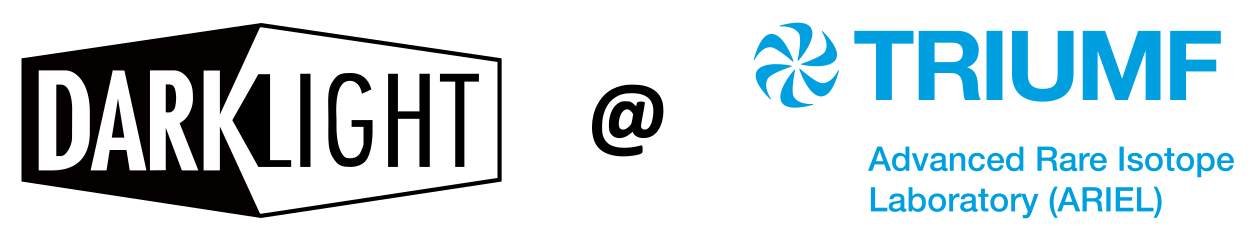 DARKLIGHT
@
TRIUMF
Advanced Rare Isotope
Laboratory (ARIEL)